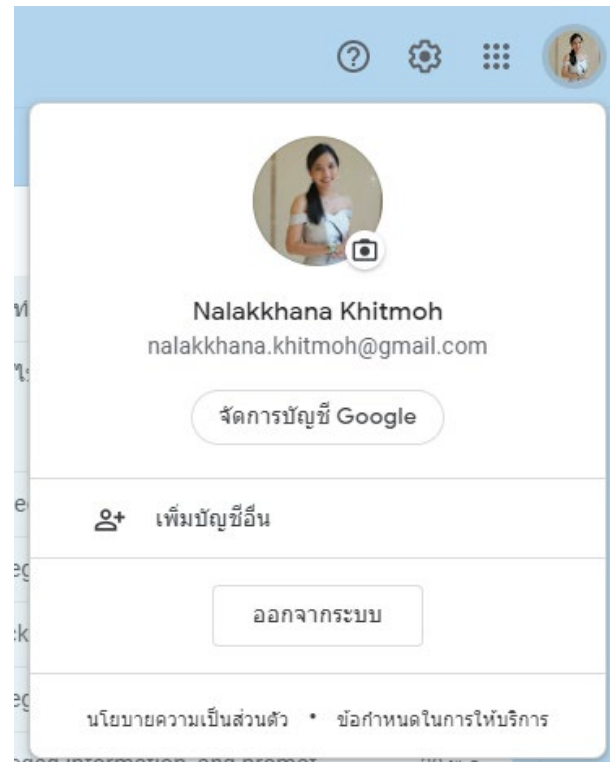 Nalakkhana Khitmoh
nalakkhana.khitmoh@gmail.com
จัดการบัญชี Google
เพิ่มบัญชีอื่น
ออกจากระบบ
นโยบายความเป็นส่วนตัว • ข้อกำหนดในการให้บริการ